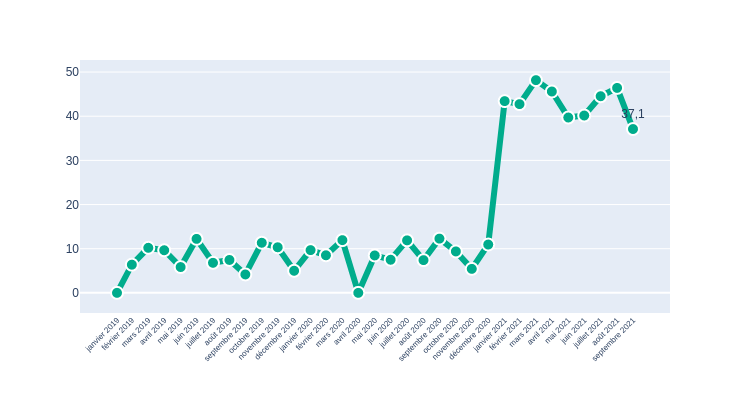 50
40
30
20
10
0
37,1
janvier 2019
février 2019
mars 2019
avril 2019
mai 2019
juin 2019
juillet 2019
août 2019
septembre 2019
octobre 2019
novembre 2019
décembre 2019
janvier 2020
février 2020
mars 2020
avril 2020
mai 2020
juin 2020
juillet 2020
août 2020
septembre 2020
octobre 2020
novembre 2020
décembre 2020
janvier 2021
février 2021
mars 2021
avril 2021
mai 2021
juin 2021
juillet 2021
août 2021
septembre 2021